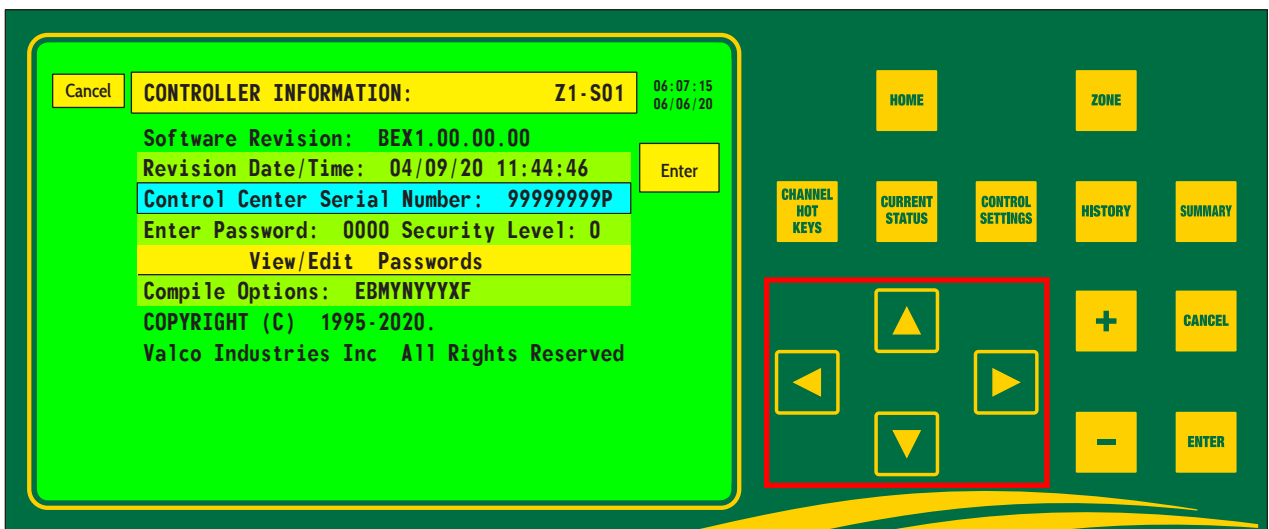 Cancel
CONTROLLER INFORMATION: Z1-S01
06:07:15
06/06/20
Software Revision: BEX1.00.00.00
Revision Date/Time: 04/09/20 11:44:46
Enter
Control Center Serial Number: 99999999P
Enter Password: 0000 Security Level: 0
View/Edit Passwords
Compile Options: EBMYNYYYXF
COPYRIGHT (C) 1995-2020.
Valco Industries Inc All Rights Reserved
HOME
ZONE
CHANNEL
HOT
KEYS
CURRENT
STATUS
CONTROL
SETTINGS
HISTORY
SUMMARY
+
CANCEL
-
ENTER